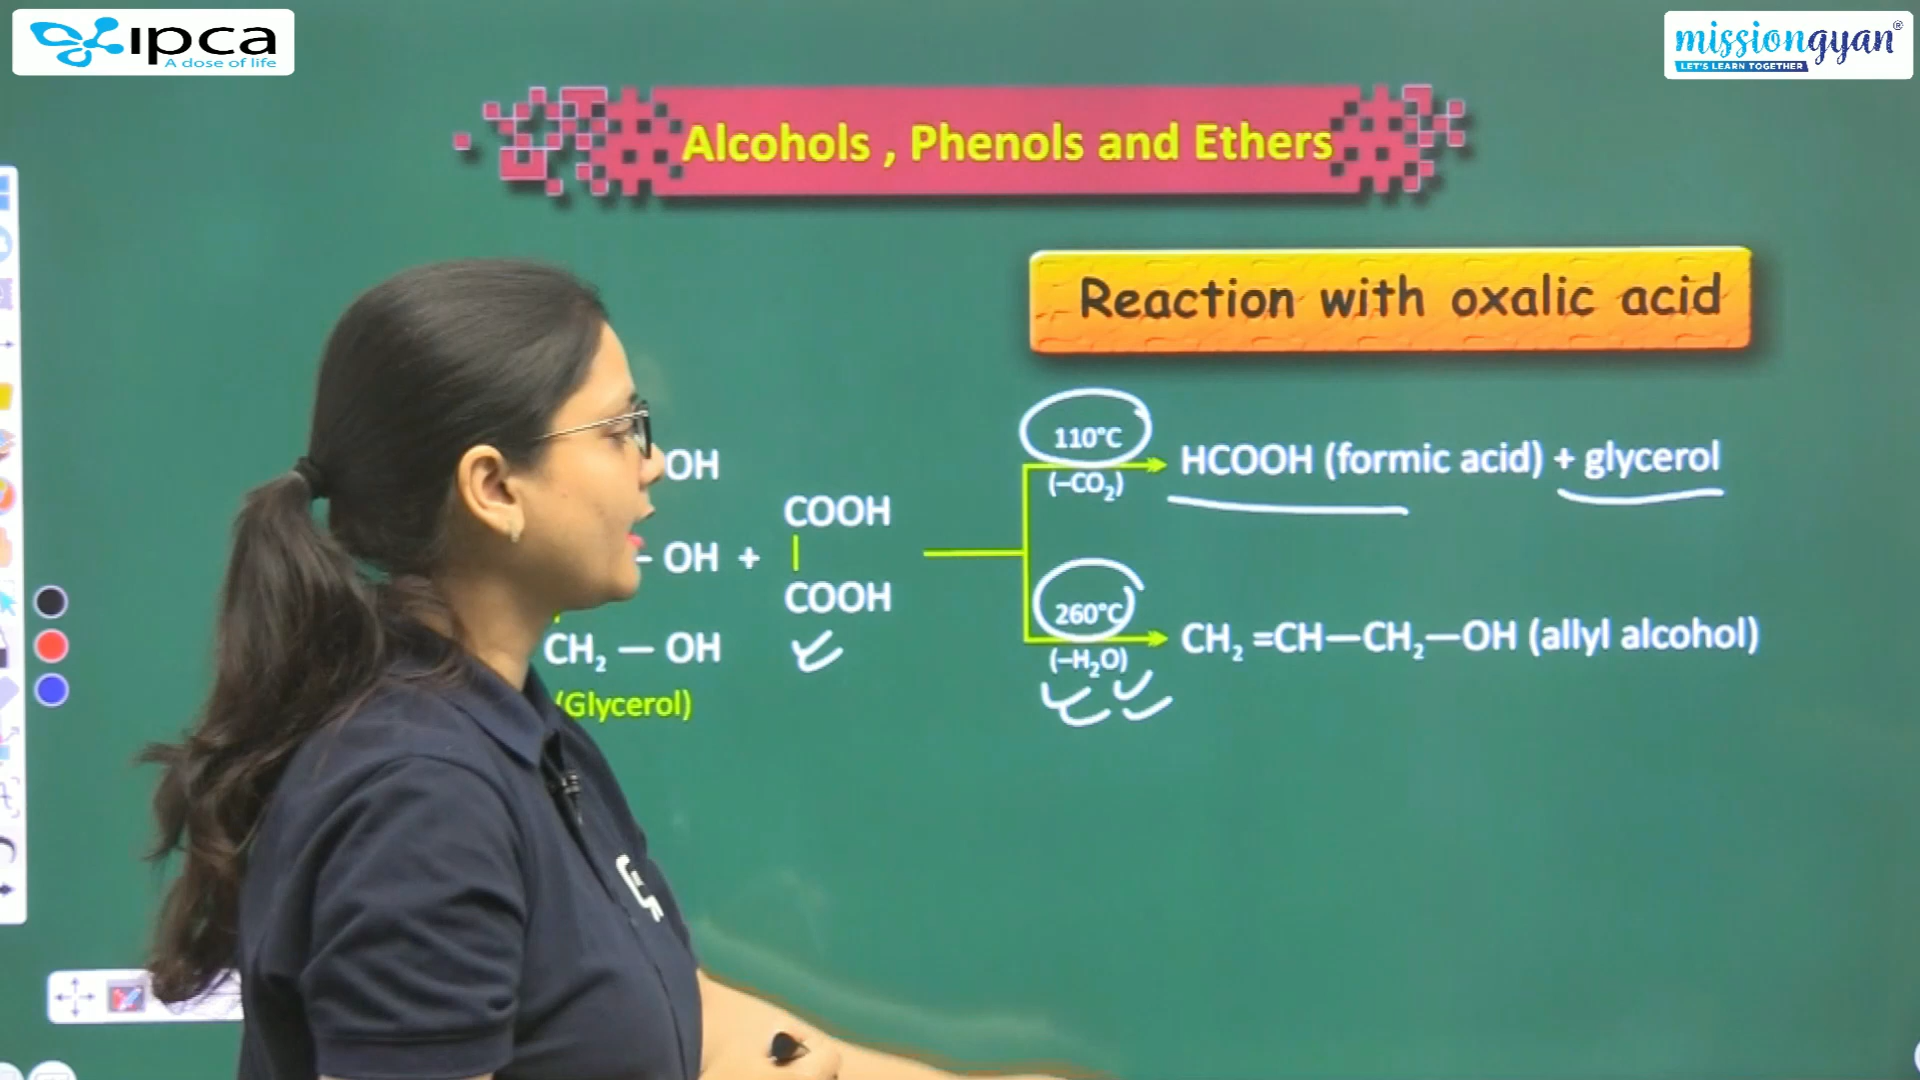 ipca
A dose of life
missiongyan®
LET'S LEARN TOGETHER
Alcohols , Phenols and Ethers
Reaction with oxalic acid
OH
– OH +
CH₂ — OH
(Glycerol)
COOH
COOH
110°C
(–CO₂)
HCOOH (formic acid) + glycerol
260°C
(–H₂O)
CH₂ =CH—CH₂—OH (allyl alcohol)